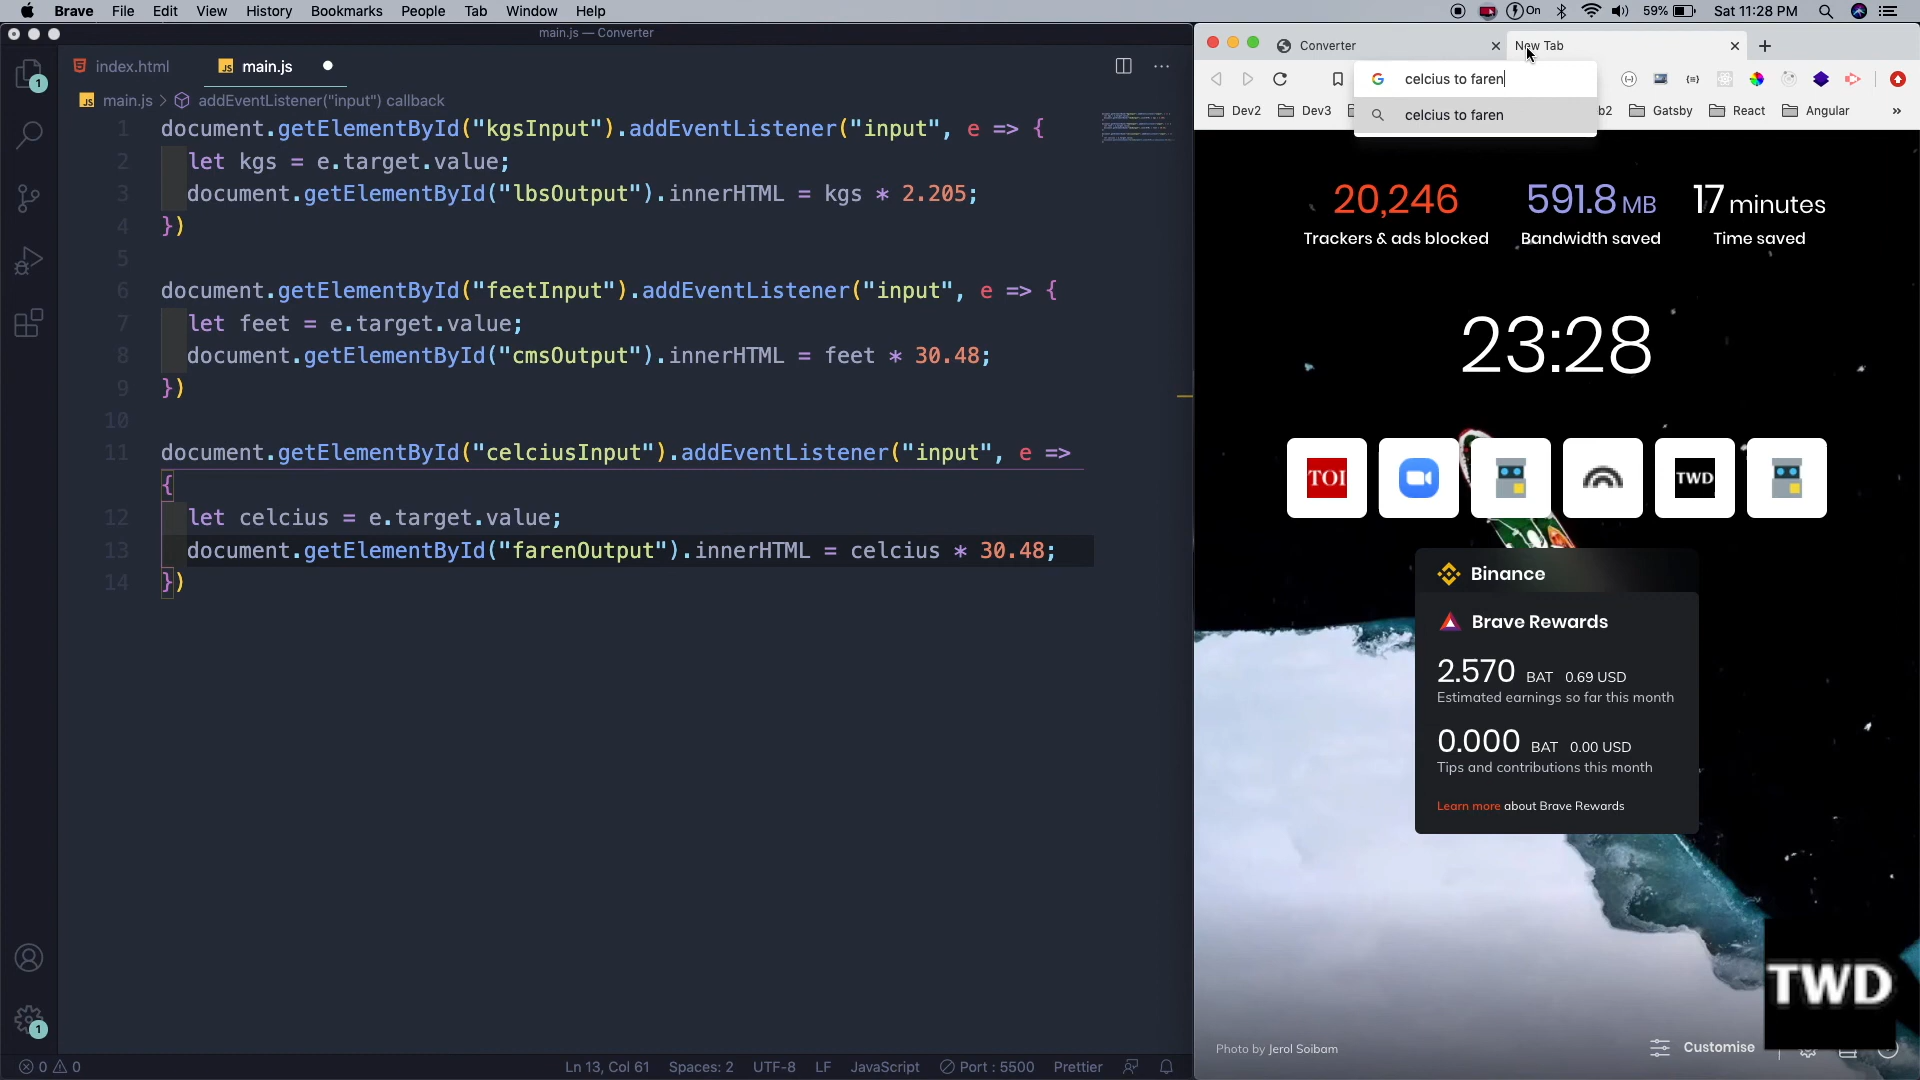 Brave File Edit View History Bookmarks People Tab Window Help
On 59% Sat 11:28 PM
main.js — Converter
index.html
main.js
main.js > addEventListener("input") callback
1 document.getElementById("kgsInput").addEventListener("input", e => {
2 let kgs = e.target.value;
3 document.getElementById("lbsOutput").innerHTML = kgs * 2.205;
4 })
5
6 document.getElementById("feetInput").addEventListener("input", e => {
7 let feet = e.target.value;
8 document.getElementById("cmsOutput").innerHTML = feet * 30.48;
9 })
10
11 document.getElementById("celciusInput").addEventListener("input", e =>
{
12 let celcius = e.target.value;
13 document.getElementById("farenOutput").innerHTML = celcius * 30.48;
14 })
1
1
0 0
Ln 13, Col 61 Spaces: 2 UTF-8 LF JavaScript Port : 5500 Prettier
Converter
New Tab
celcius to faren
celcius to faren
Dev2 Dev3 b2 Gatsby React Angular »
20,246 591.8 MB 17 minutes
Trackers & ads blocked Bandwidth saved Time saved
23:28
TOI
TWD
Binance
Brave Rewards
2.570 BAT 0.69 USD
Estimated earnings so far this month
0.000 BAT 0.00 USD
Tips and contributions this month
Learn more about Brave Rewards
TWD
Photo by Jerol Soibam
Customise